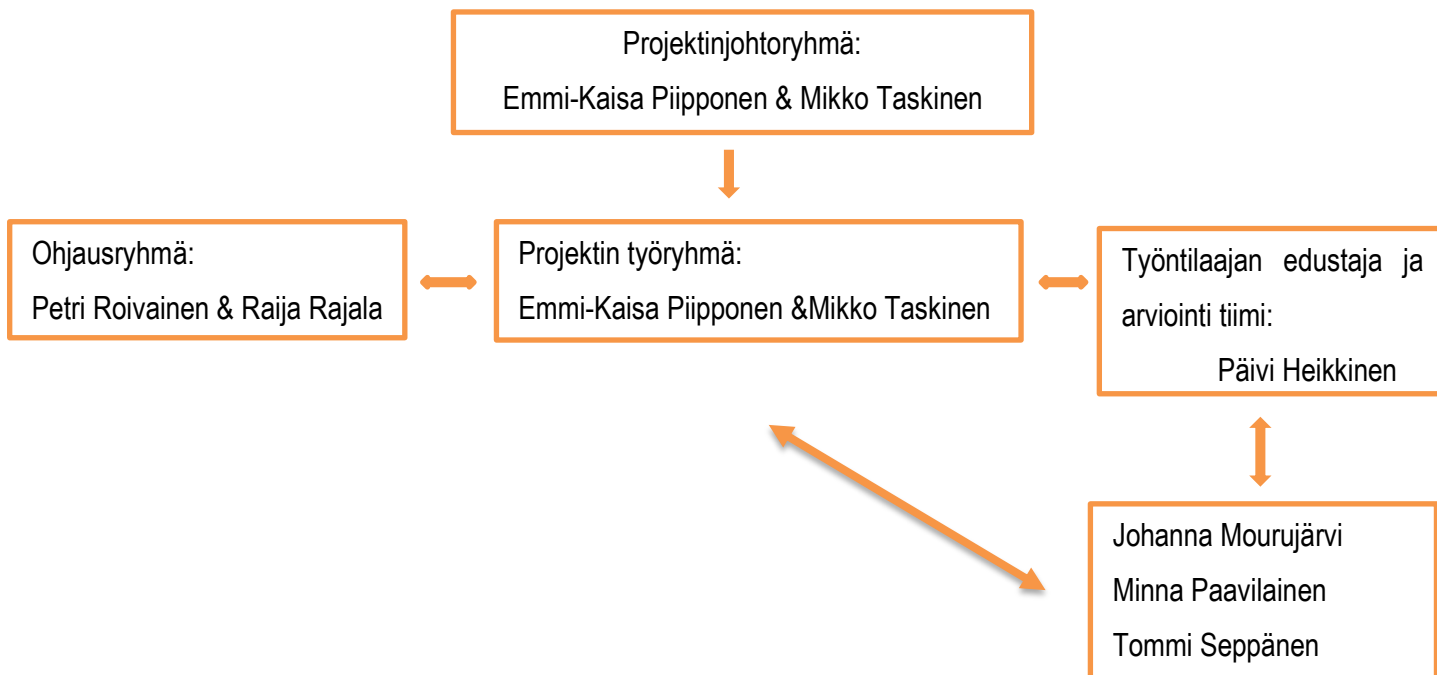 Projektinjohtoryhmä:
Emmi-Kaisa Piipponen & Mikko Taskinen
Ohjausryhmä:
Petri Roivainen & Raija Rajala
Projektin työryhmä:
Emmi-Kaisa Piipponen &Mikko Taskinen
Työntilaajan edustaja ja
arviointi tiimi:
Päivi Heikkinen
Johanna Mourujärvi
Minna Paavilainen
Tommi Seppänen